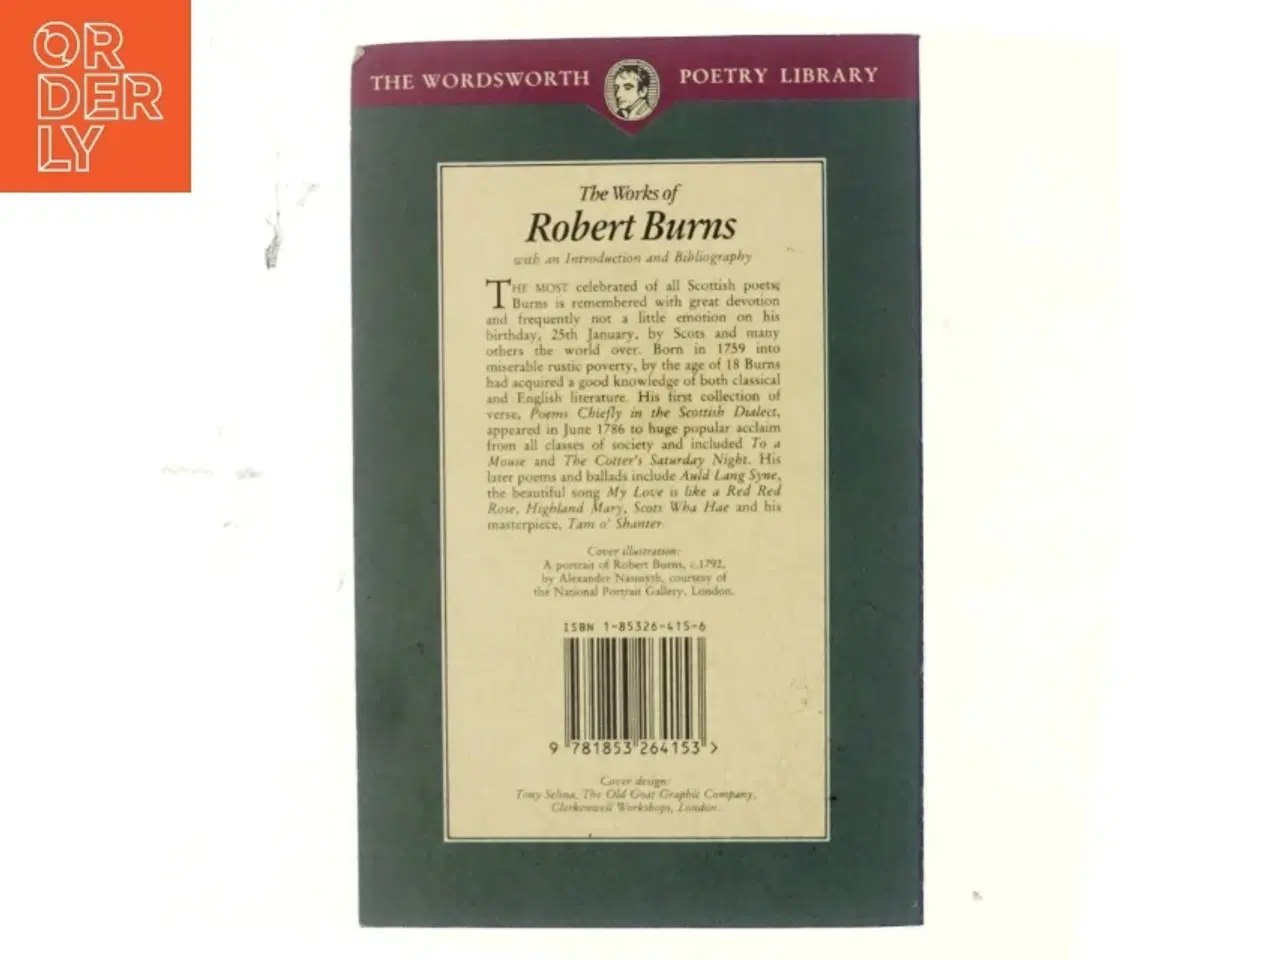 ORDERLY
THE WORDSWORTH POETRY LIBRARY
The Works of
Robert Burns
with an Introduction and Bibliography
THE MOST celebrated of all Scottish poets,
Burns is remembered with great devotion
and frequently not a little emotion on his
birthday, 25th January, by Scots and many
others the world over. Born in 1759 into
miserable rustic poverty, by the age of 18 Burns
had acquired a good knowledge of both classical
and English literature. His first collection of
verse, Poems Chiefly in the Scottish Dialect,
appeared in June 1786 to huge popular acclaim
from all classes of society and included To a
Mouse and The Cotter's Saturday Night. His
later poems and ballads include Auld Lang Syne,
the beautiful song My Love is like a Red Red
Rose, Highland Mary, Scots Wha Hae and his
masterpiece, Tam o' Shanter
Cover illustration:
A portrait of Robert Burns, c.1792,
by Alexander Nasmyth, courtesy of
the National Portrait Gallery, London.
ISBN 1-85326-415-6
9 781853 264153 >
Cover design:
Tony Selina, The Old Goat Graphic Company,
Clerkenwell Workshops, London.